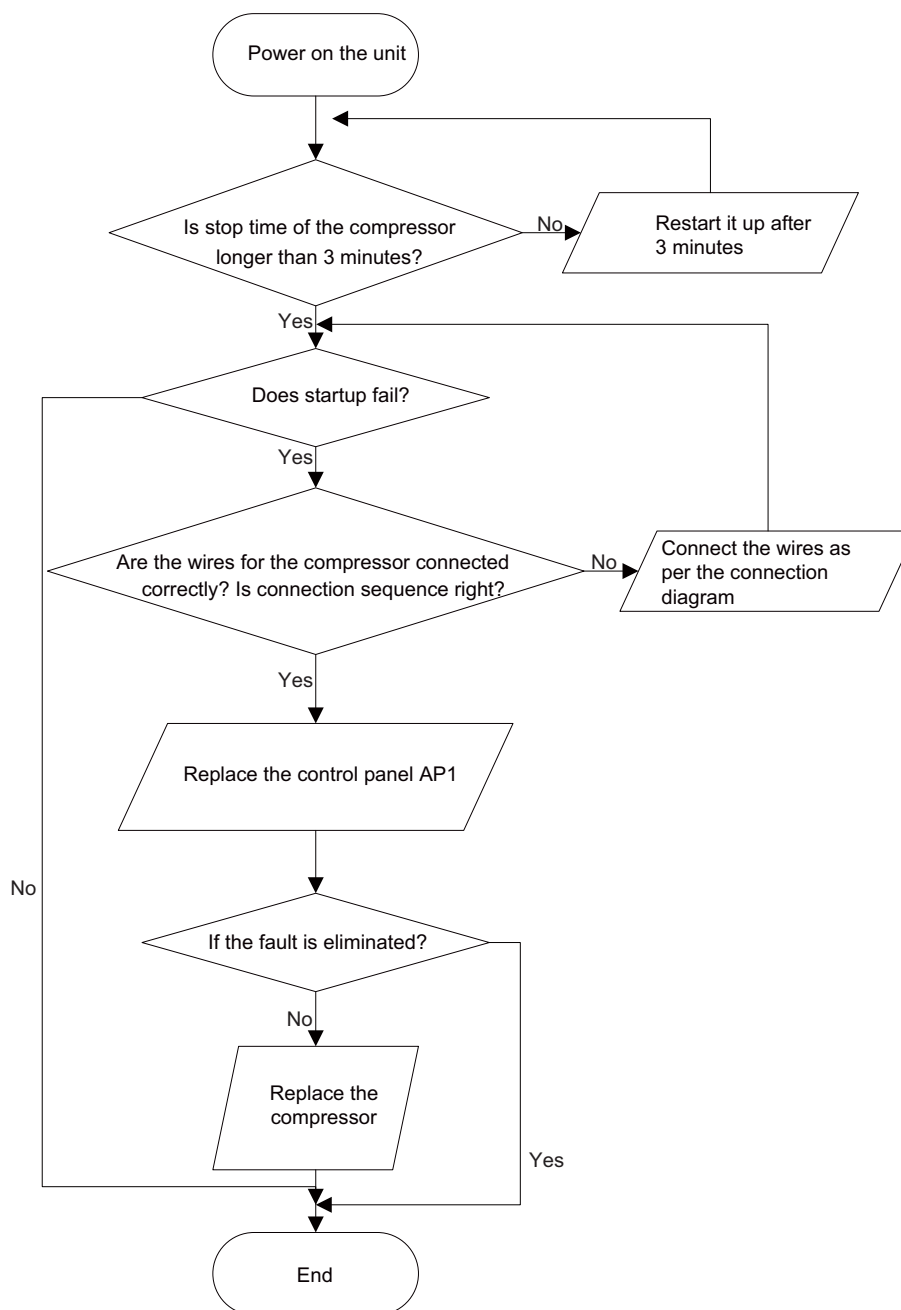 Power on the unit
Is stop time of the compressor
longer than 3 minutes?
No
Restart it up after
3 minutes
Yes
Does startup fail?
Yes
Are the wires for the compressor connected
correctly? Is connection sequence right?
No
Connect the wires as
per the connection
diagram
Yes
Replace the control panel AP1
No
If the fault is eliminated?
No
Replace the
compressor
Yes
End